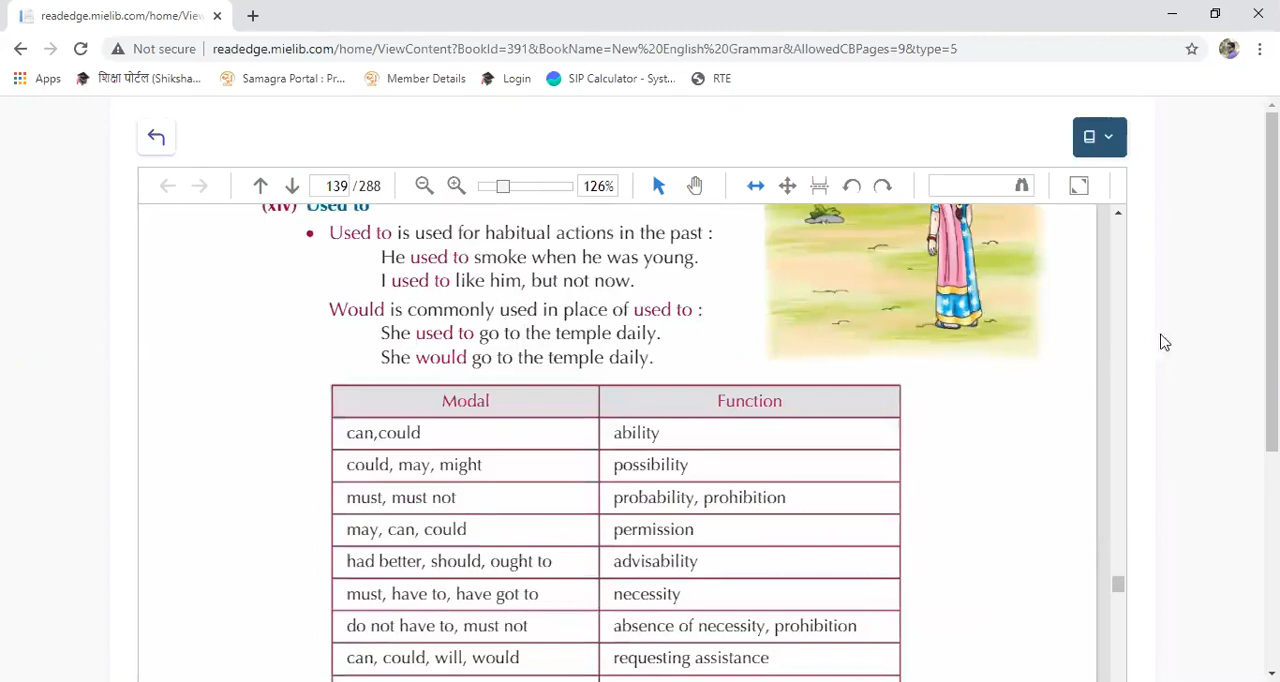 readedge.mielib.com/home/View
Not secure readedge.mielib.com/home/ViewContent?BookId=391&BookName=New%20English%20Grammar&AllowedCBPages=9&type=5
Apps शिक्षा पोर्टल (Shiksha... Samagra Portal : Pr... Member Details Login SIP Calculator - Syst... RTE
139 /288 126%
(xiv) Used to
• Used to is used for habitual actions in the past :
He used to smoke when he was young.
I used to like him, but not now.
Would is commonly used in place of used to :
She used to go to the temple daily.
She would go to the temple daily.
Modal Function
can,could ability
could, may, might possibility
must, must not probability, prohibition
may, can, could permission
had better, should, ought to advisability
must, have to, have got to necessity
do not have to, must not absence of necessity, prohibition
can, could, will, would requesting assistance